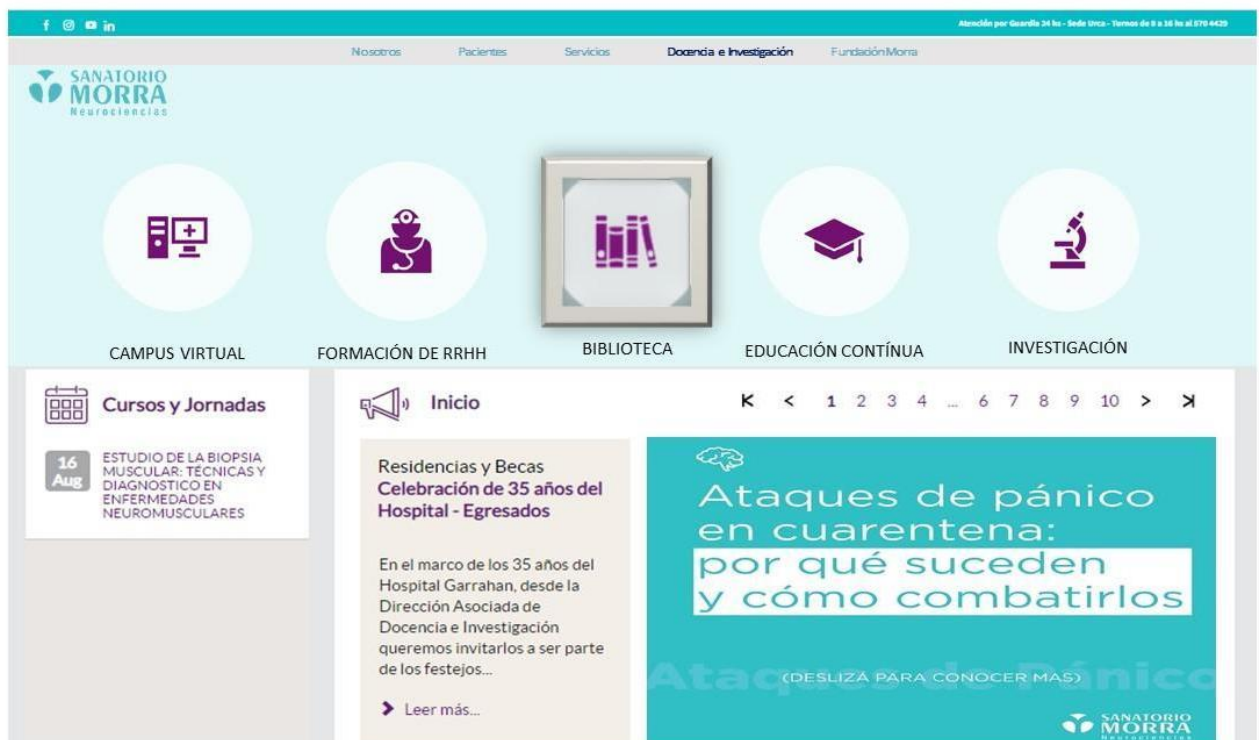 Atención por Guardia 24 hs - Sede Urca - Turnos de 8 a 16 hs al 570 4429
Nosotros Pacientes Servicios Docencia e Investigación Fundación Morra
SANATORIO
MORRA
Neurociencias
CAMPUS VIRTUAL FORMACIÓN DE RRHH BIBLIOTECA EDUCACIÓN CONTÍNUA INVESTIGACIÓN
Cursos y Jornadas
16
Aug
ESTUDIO DE LA BIOPSIA
MUSCULAR: TÉCNICAS Y
DIAGNOSTICO EN
ENFERMEDADES
NEUROMUSCULARES
Inicio
1 2 3 4 ... 6 7 8 9 10
Residencias y Becas
Celebración de 35 años del
Hospital - Egresados
En el marco de los 35 años del
Hospital Garrahan, desde la
Dirección Asociada de
Docencia e Investigación
queremos invitarlos a ser parte
de los festejos...
Leer más...
Ataques de pánico
en cuarentena:
por qué suceden
y cómo combatirlos
Ataques de Pánico
(DESLIZÁ PARA CONOCER MAS)
SANATORIO
MORRA
Neurociencias